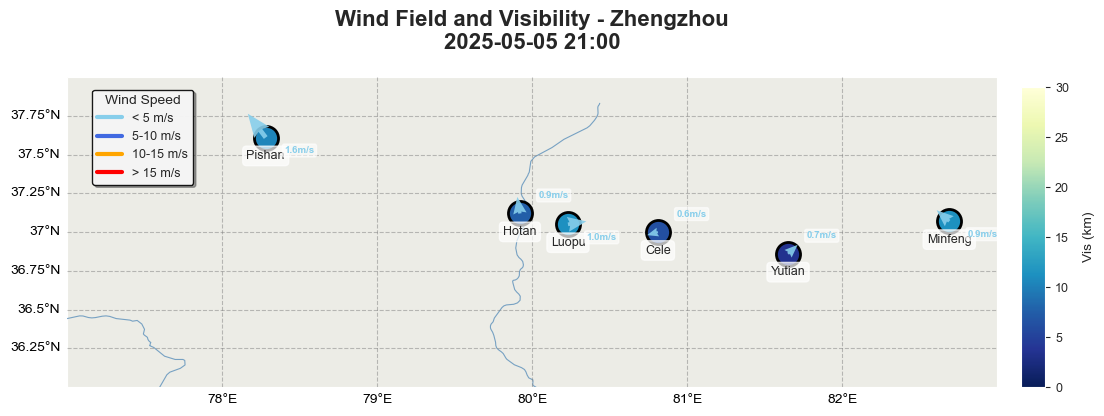 Wind Field and Visibility - Zhengzhou
2025-05-05 21:00
Wind Speed
< 5 m/s
5-10 m/s
10-15 m/s
> 15 m/s
37.75°N
37.5°N
37.25°N
37°N
36.75°N
36.5°N
36.25°N
78°E
79°E
80°E
81°E
82°E
Pishan
1.6m/s
Hotan
0.9m/s
Luopu
1.0m/s
Cele
0.6m/s
Yutian
0.7m/s
Minfeng
0.9m/s
30
25
20
15
10
5
0
Vis (km)